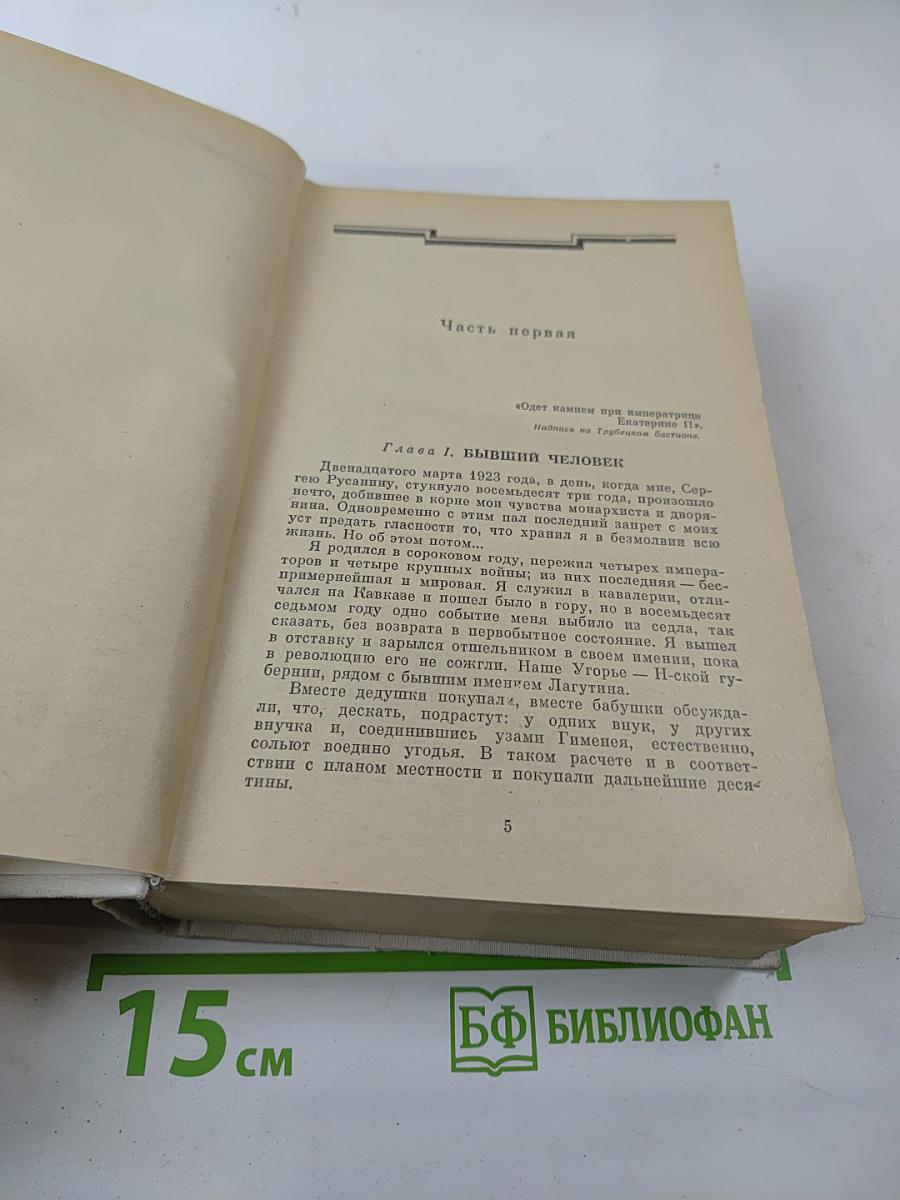 Часть первая
«Одет камнем при императрице
Екатерине II».
Надпись на Трубецком бастионе.
Глава I. БЫВШИЙ ЧЕЛОВЕК
Двенадцатого марта 1923 года, в день, когда мне, Сер-
гею Русанину, стукнуло восемьдесят три года, произошло
нечто, добившее в корне мои чувства монархиста и дворя-
нина. Одновременно с этим пал последний запрет с моих
уст предать гласности то, что хранил я в безмолвии всю
жизнь. Но об этом потом...
Я родился в сороковом году, пережил четырех импера-
торов и четыре крупных войны; из них последняя — бес-
примернейшая и мировая. Я служил в кавалерии, отли-
чался на Кавказе и пошел было в гору, но в восемьдесят
седьмом году одно событие меня выбило из седла, так
сказать, без возврата в первобытное состояние. Я вышел
в отставку и зарылся отшельником в своем имении, пока
в революцию его не сожгли. Наше Угорье — Н-ской гу-
бернии, рядом с бывшим имением Лагутина.
Вместе дедушки покупали, вместе бабушки обсужда-
ли, что, дескать, подрастут: у одних внук, у других
внучка и, соединившись узами Гименея, естественно,
сольют воедино угодья. В таком расчете и в соответ-
ствии с планом местности и покупали дальнейшие деся-
тины.
5
15 см
БФ БИБЛИОФАН